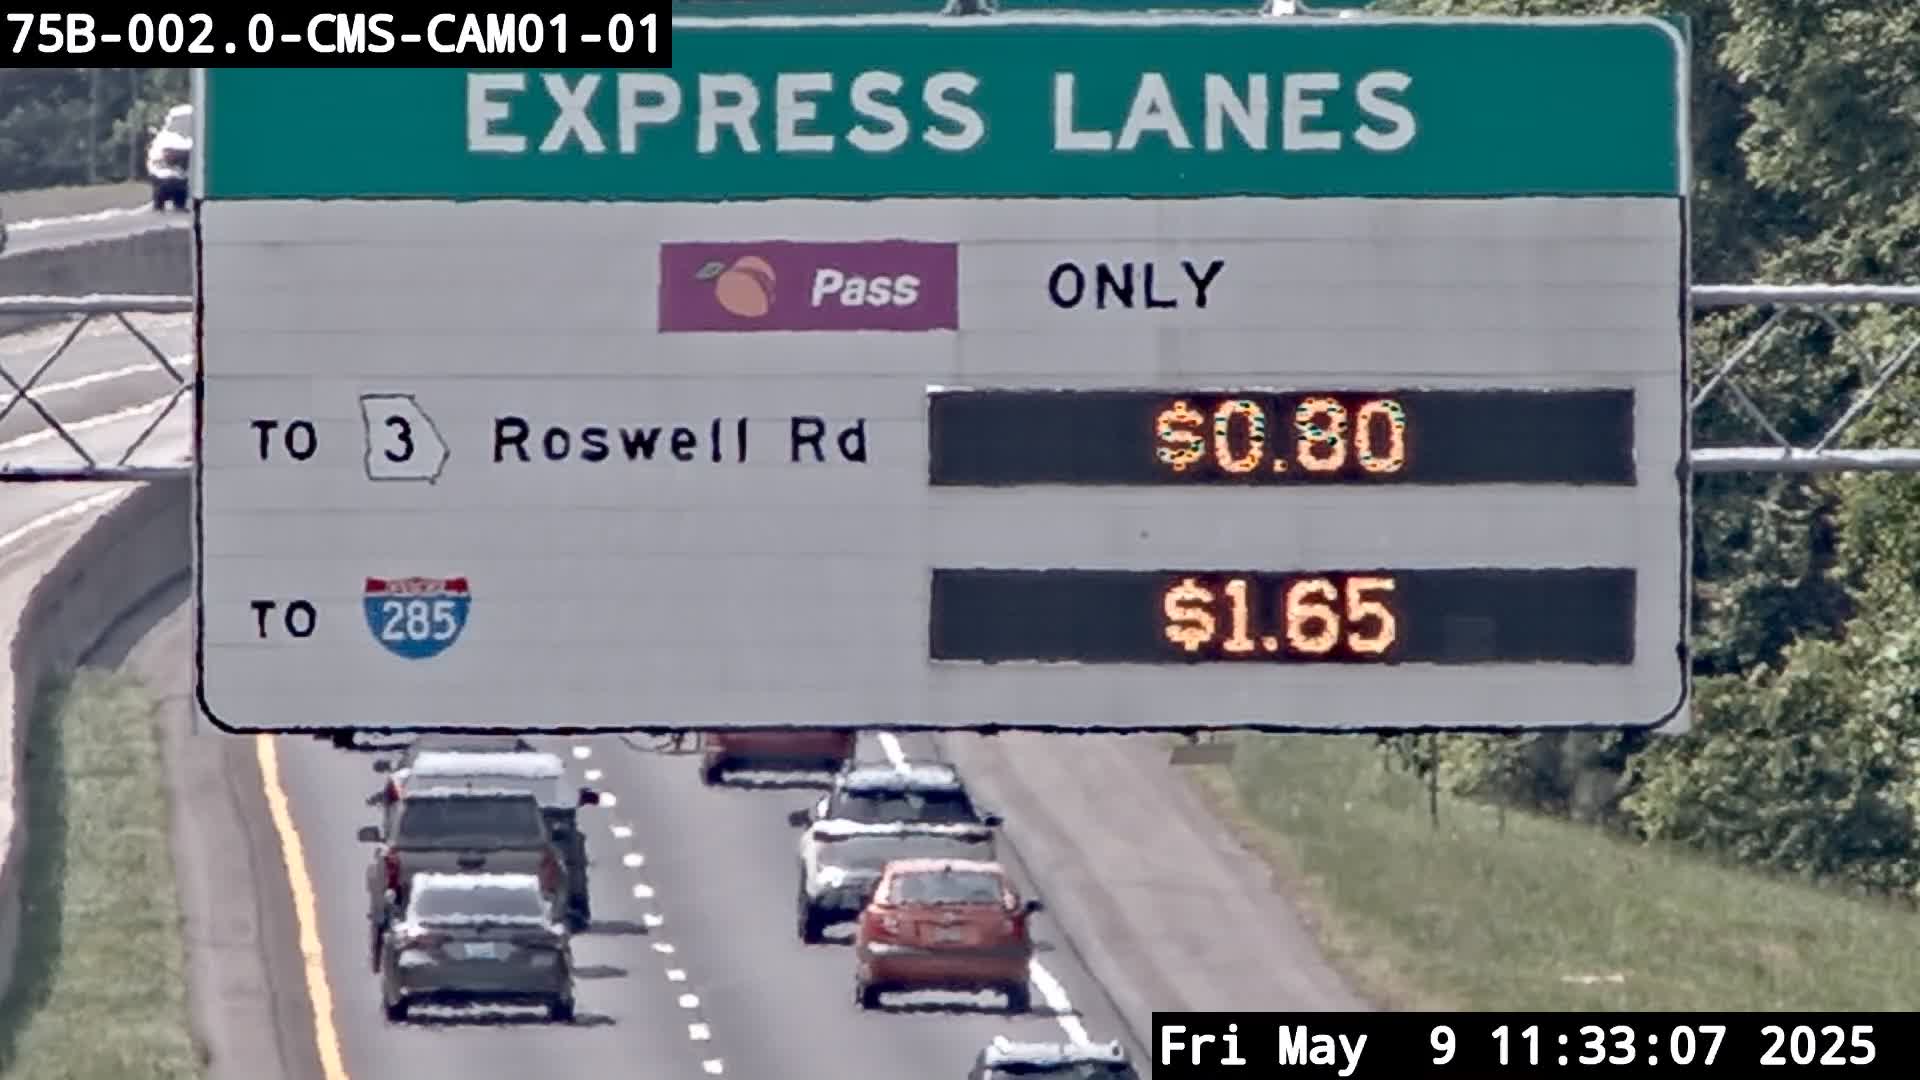 75B-002.0-CMS-CAM01-01
EXPRESS LANES
Pass ONLY
TO 3 Roswell Rd $0.80
TO 285 $1.65
Fri May 9 11:33:07 2025